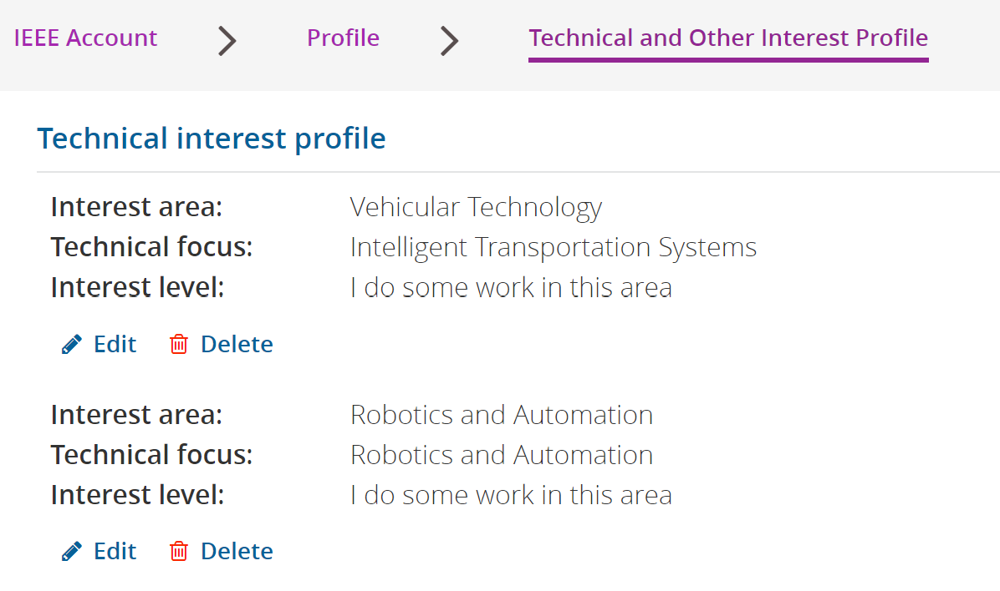 IEEE Account Profile Technical and Other Interest Profile
Technical interest profile
Interest area: Vehicular Technology
Technical focus: Intelligent Transportation Systems
Interest level: I do some work in this area
Edit Delete
Interest area: Robotics and Automation
Technical focus: Robotics and Automation
Interest level: I do some work in this area
Edit Delete